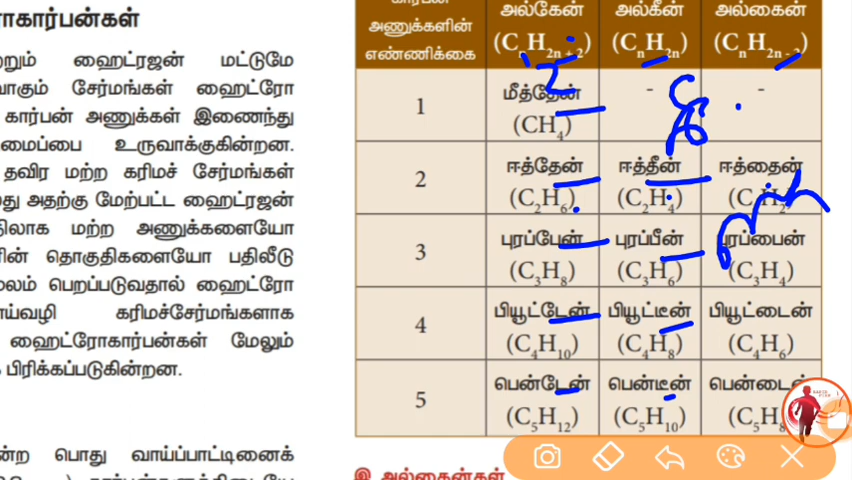 ராகார்பன்கள்
ற்றும் ஹைட்ரஜன் மட்டுமே
வாகும் சேர்மங்கள் ஹைட்ரோ
கார்பன் அணுக்கள் இணைந்து
மைப்பை உருவாக்குகின்றன.
தவிர மற்ற கரிமச் சேர்மங்கள்
து அதற்கு மேற்பட்ட ஹைட்ரஜன்
திலாக மற்ற அணுக்களையோ
ரின் தொகுதிகளையோ பதிலீடு
லம் பெறப்படுவதால் ஹைட்ரோ
ாய்வழி கரிமச்சேர்மங்களாக
ஹைட்ரோகார்பன்கள் மேலும்
பிரிக்கப்படுகின்றன.
ன்ற பொது வாய்ப்பாட்டினைக்
கார்பன் அணுக்களின் எண்ணிக்கை அல்கேன் (CnH2n+2) அல்கீன் (CnH2n) அல்கைன் (CnH2n-2)
1 மீத்தேன் (CH4) - -
2 ஈத்தேன் (C2H6) ஈத்தீன் (C2H4) ஈத்தைன் (C2H2)
3 புரப்பேன் (C3H8) புரப்பீன் (C3H6) புரப்பைன் (C3H4)
4 பியூட்டேன் (C4H10) பியூட்டீன் (C4H8) பியூட்டைன் (C4H6)
5 பென்டேன் (C5H12) பென்டீன் (C5H10) பென்டைன் (C5H8
இ அல்கைன்கள்